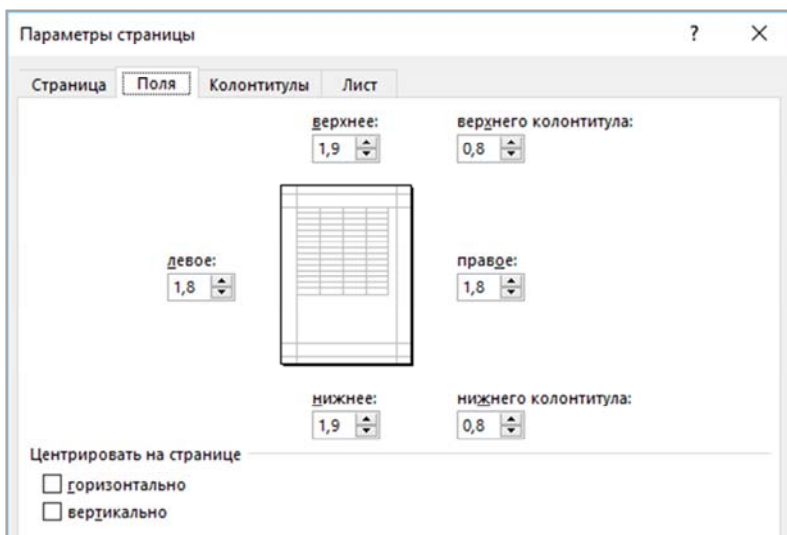 Параметры страницы ? ×
Страница Поля Колонтитулы Лист
верхнее: верхнего колонтитула:
1,9 0,8
левое: правое:
1,8 1,8
нижнее: нижнего колонтитула:
1,9 0,8
Центрировать на странице
горизонтально
вертикально